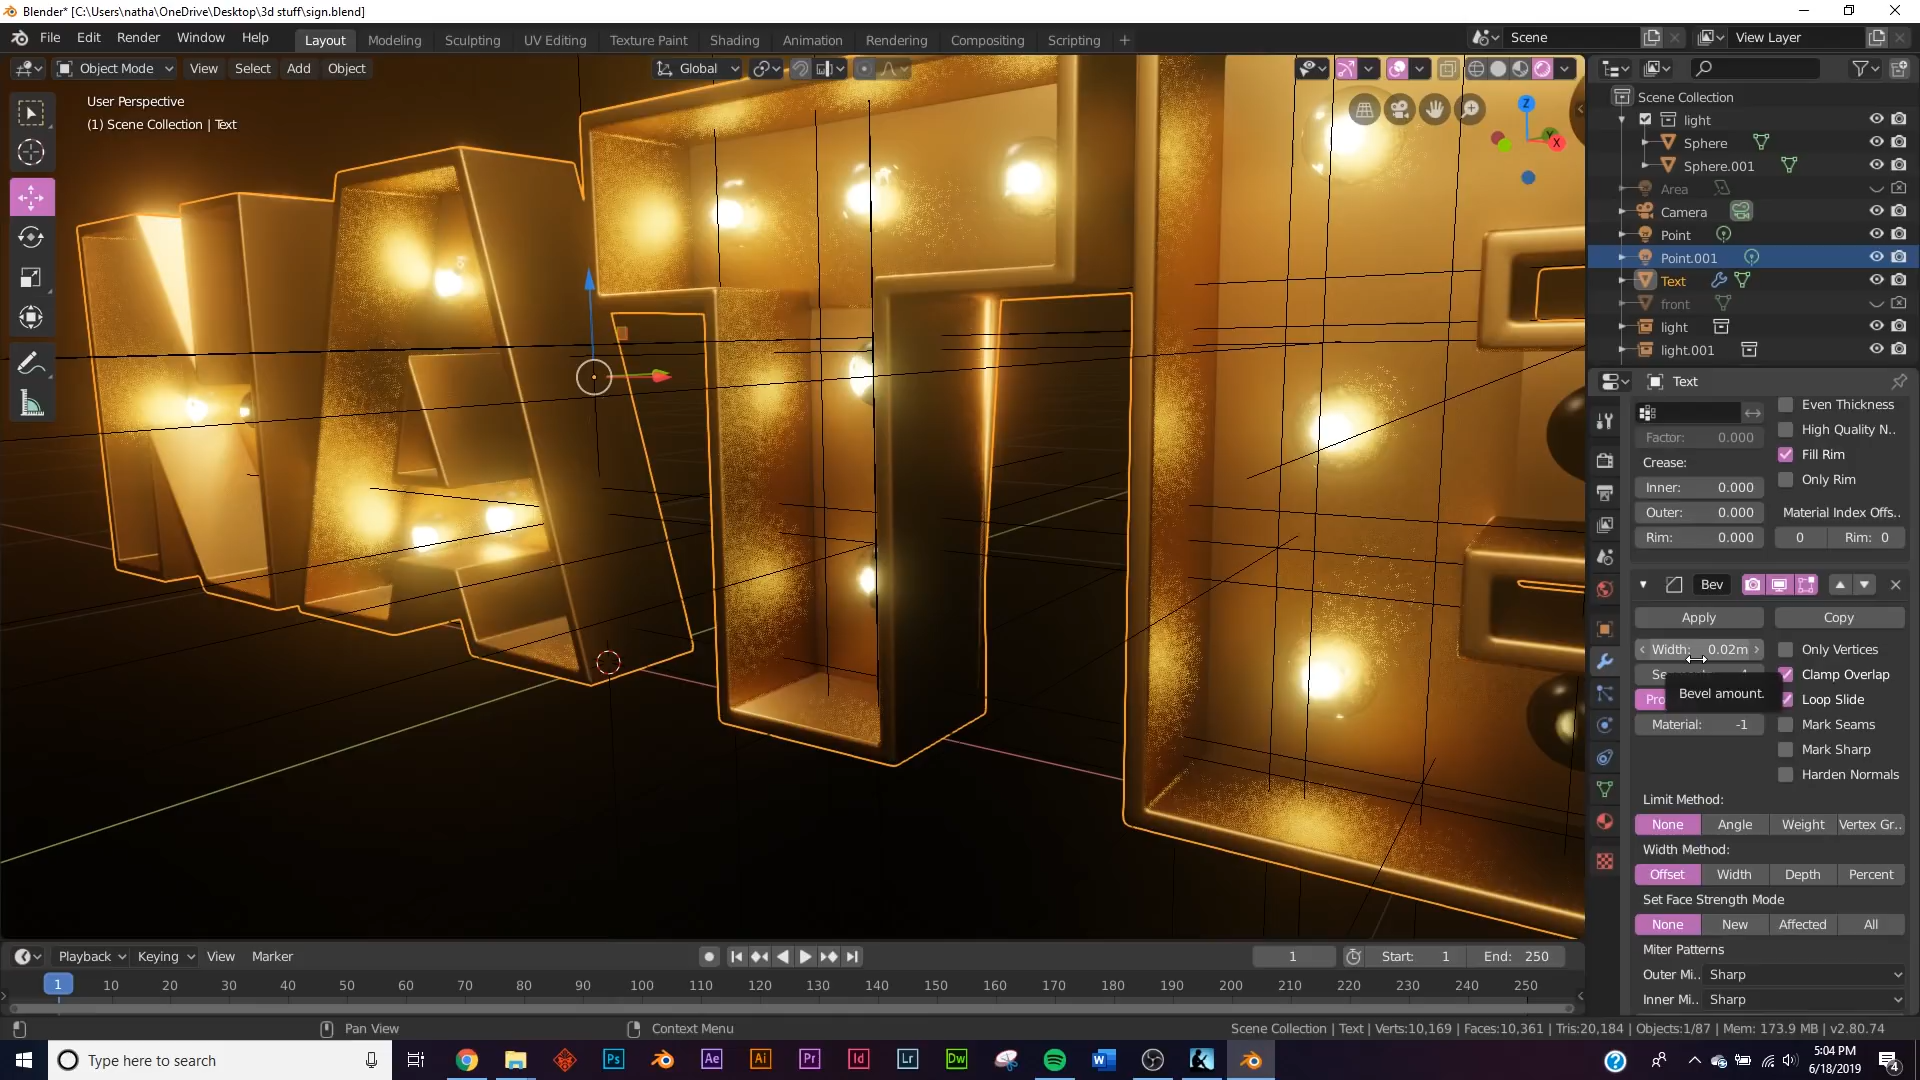 Blender* [C:\Users\natha\OneDrive\Desktop\3d stuff\sign.blend]
File Edit Render Window Help
Layout Modeling Sculpting UV Editing Texture Paint Shading Animation Rendering Compositing Scripting +
Scene
View Layer
Object Mode View Select Add Object
Global
User Perspective
(1) Scene Collection | Text
Z
Y
X
Scene Collection
light
Sphere
Sphere.001
Area
Camera
Point
Point.001
Text
front
light
light.001
Text
Even Thickness
Factor: 0.000
High Quality N..
Crease:
Fill Rim
Inner: 0.000
Only Rim
Outer: 0.000
Material Index Offs..
Rim: 0.000
0
Rim: 0
Bev
Apply
Copy
Width: 0.02m
Only Vertices
Clamp Overlap
Bevel amount.
Loop Slide
Material: -1
Mark Seams
Mark Sharp
Harden Normals
Limit Method:
None Angle Weight Vertex Gr..
Width Method:
Offset Width Depth Percent
Set Face Strength Mode
None New Affected All
Miter Patterns
Outer Mi.. Sharp
Inner Mi.. Sharp
Playback Keying View Marker
1
Start: 1
End: 250
1 10 20 30 40 50 60 70 80 90 100 110 120 130 140 150 160 170 180 190 200 210 220 230 240 250
Pan View
Context Menu
Scene Collection | Text | Verts:10,169 | Faces:10,361 | Tris:20,184 | Objects:1/87 | Mem: 173.9 MB | v2.80.74
Type here to search
Ps Ae Ai Pr Id Lr Dw
5:04 PM
6/18/2019
4